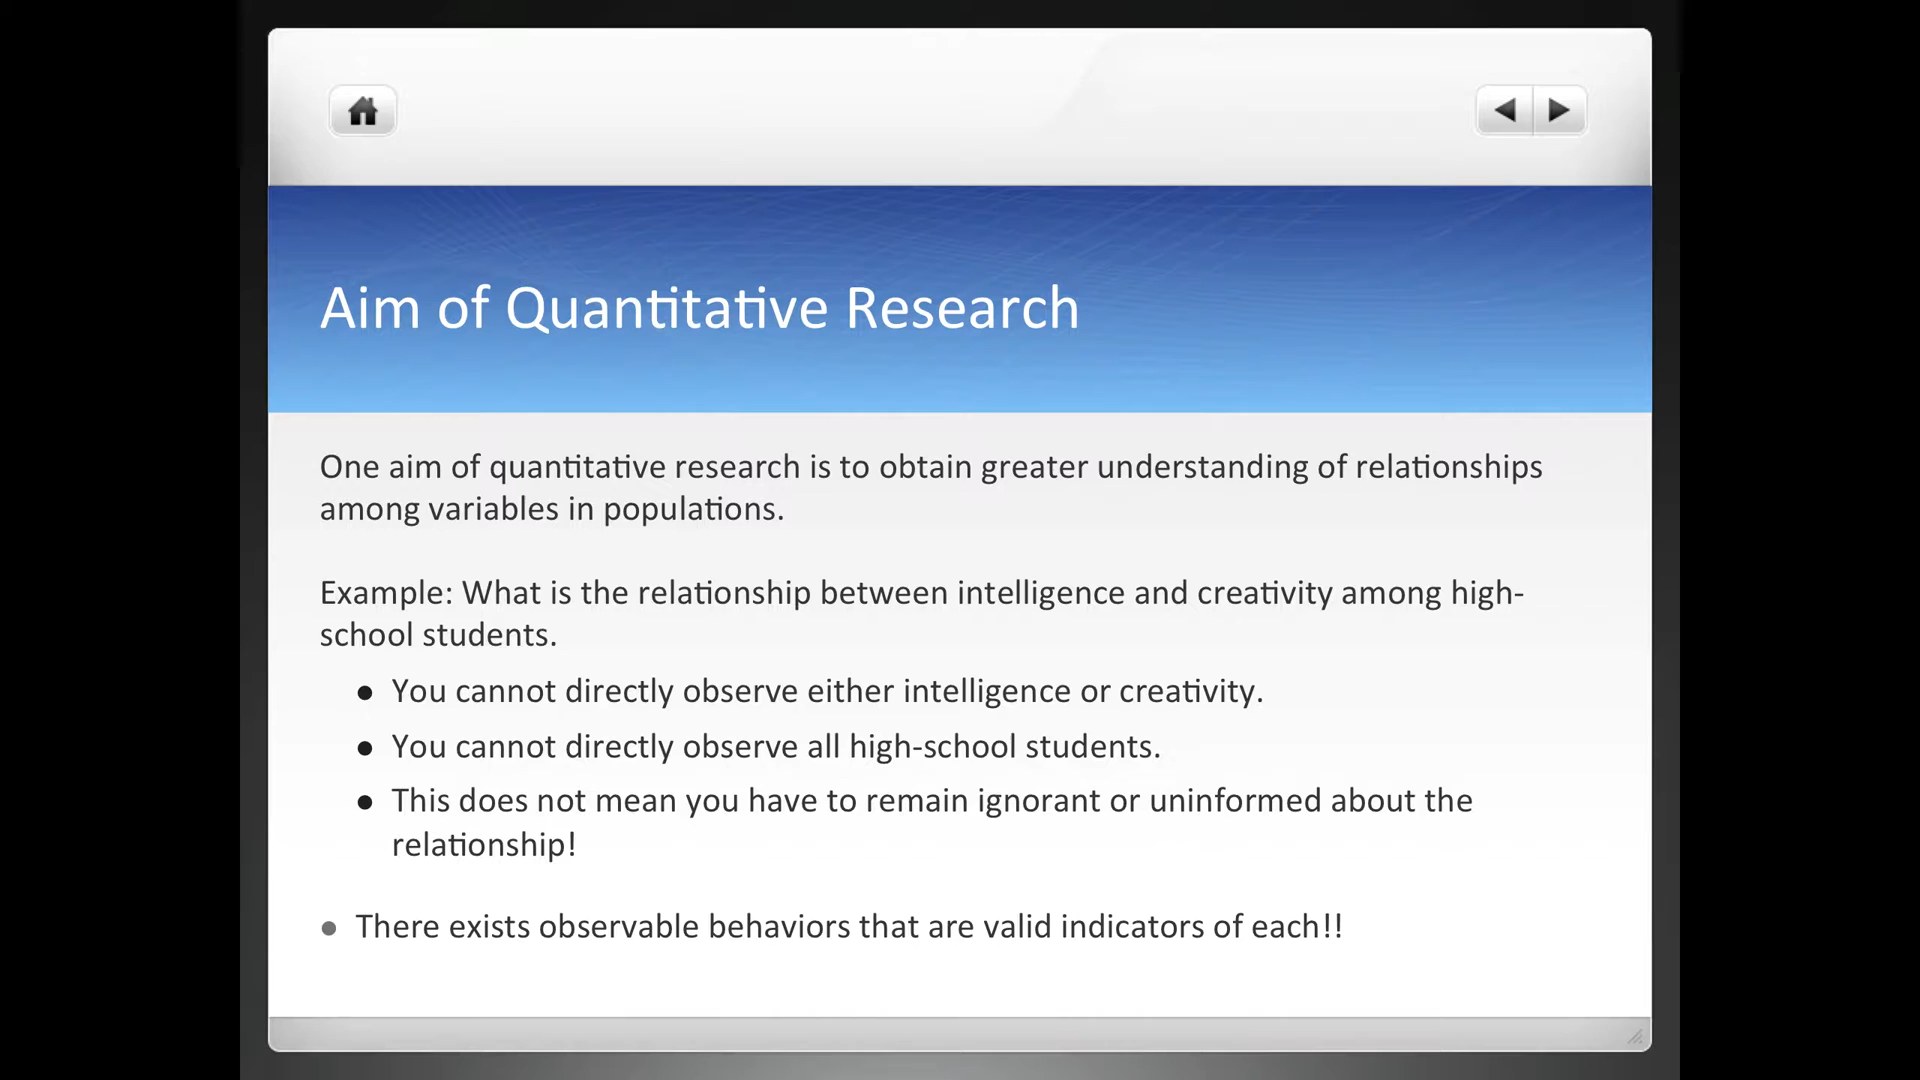 Aim of Quantitative Research
One aim of quantitative research is to obtain greater understanding of relationships
among variables in populations.
Example: What is the relationship between intelligence and creativity among high-
school students.
● You cannot directly observe either intelligence or creativity.
● You cannot directly observe all high-school students.
● This does not mean you have to remain ignorant or uninformed about the
relationship!
● There exists observable behaviors that are valid indicators of each!!